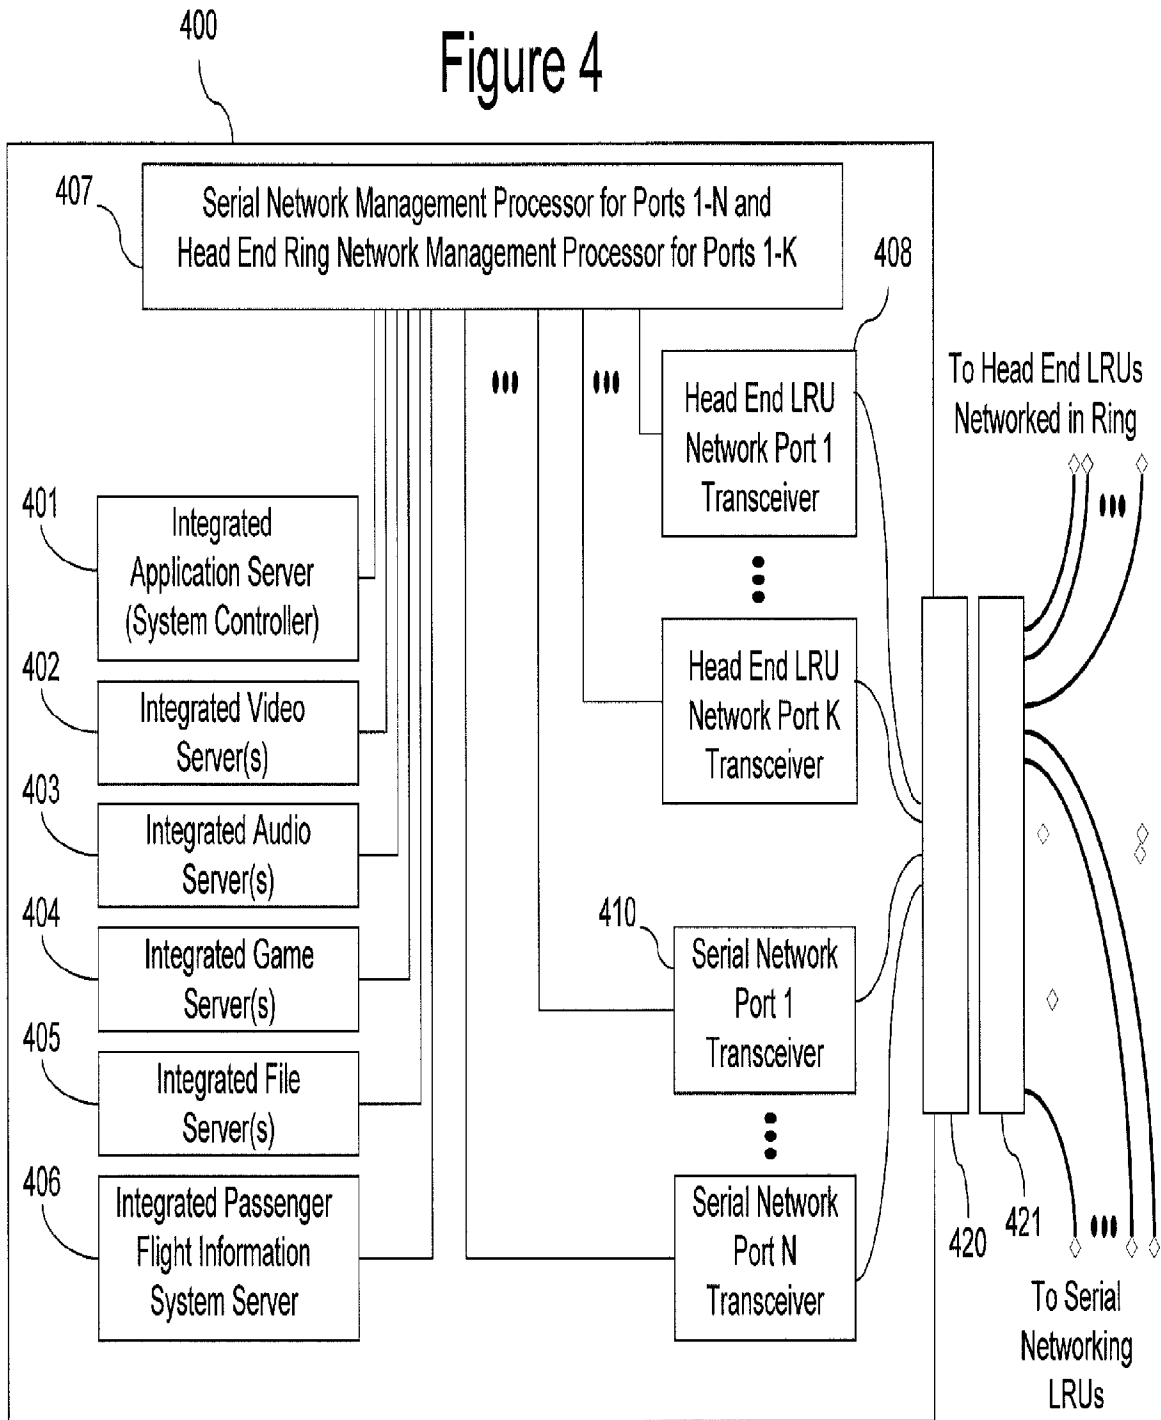 400
Figure 4
407
Serial Network Management Processor for Ports 1-N and
Head End Ring Network Management Processor for Ports 1-K
408
Head End LRU
Network Port 1
Transceiver
To Head End LRUs
Networked in Ring
401
Integrated
Application Server
(System Controller)
402
Integrated Video
Server(s)
Head End LRU
Network Port K
Transceiver
403
Integrated Audio
Server(s)
404
Integrated Game
Server(s)
410
Serial Network
Port 1
Transceiver
405
Integrated File
Server(s)
406
Integrated Passenger
Flight Information
System Server
Serial Network
Port N
Transceiver
420
421
To Serial
Networking
LRUs